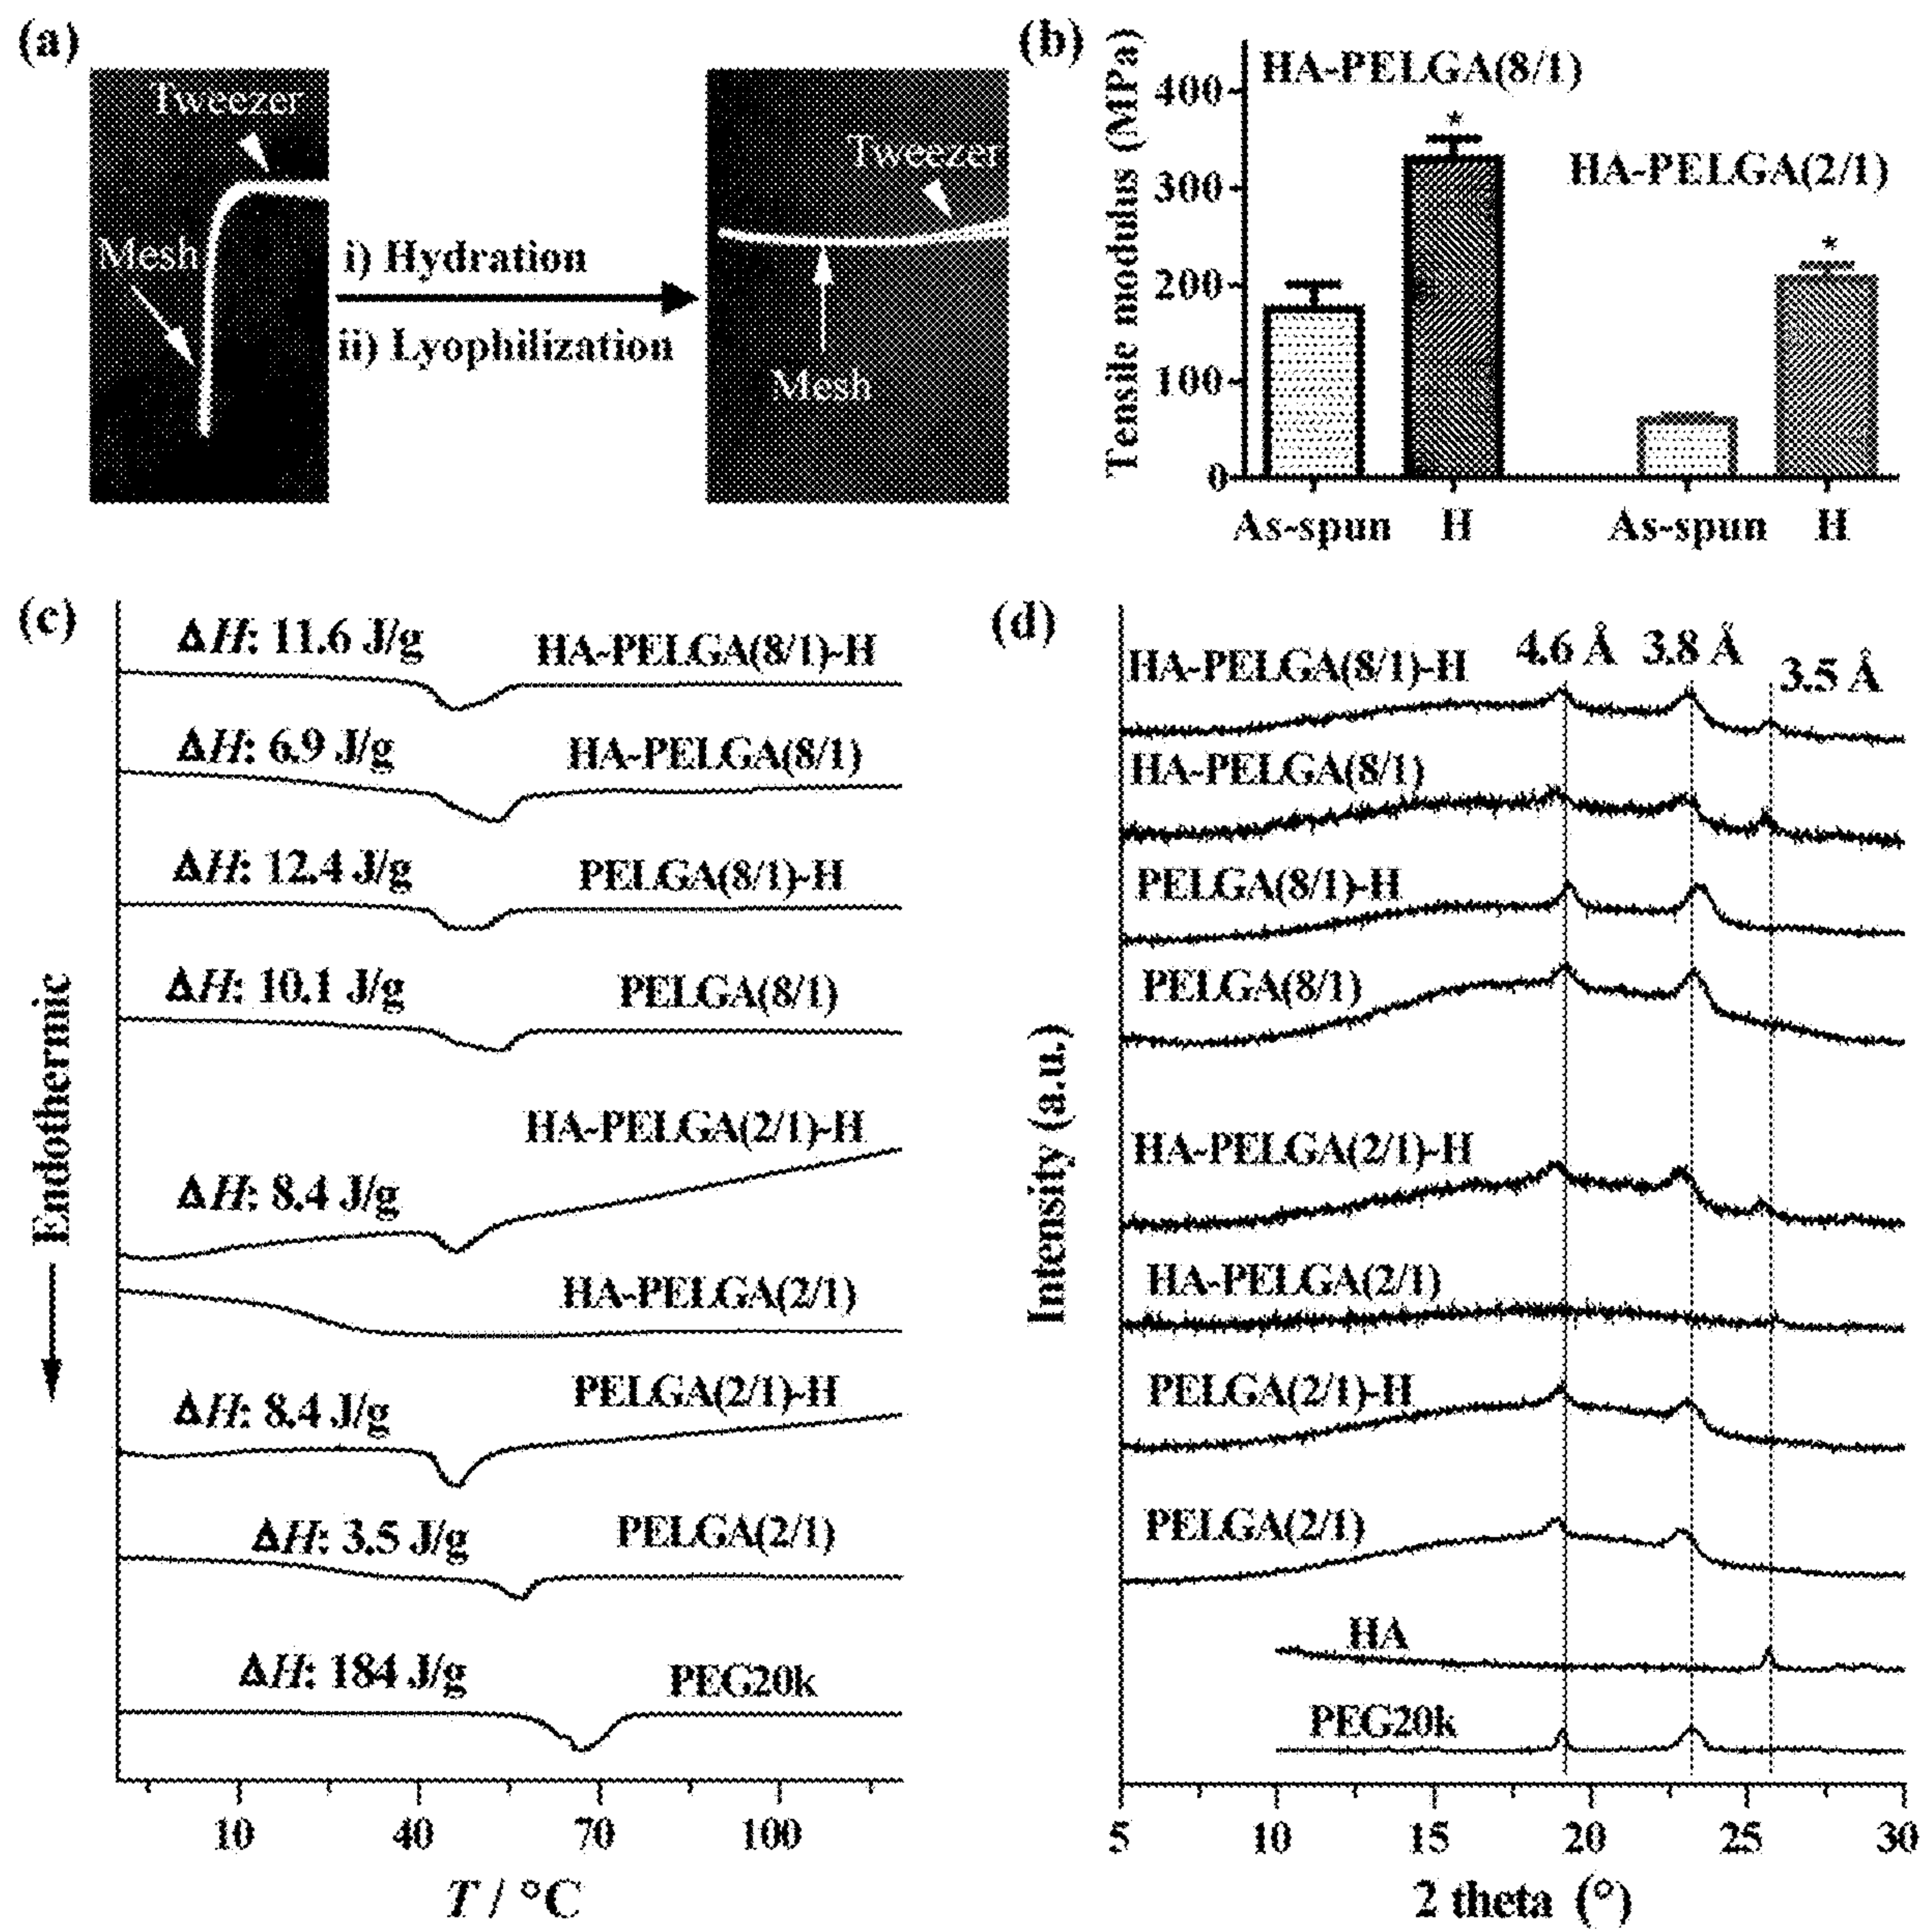 (a)
Tweezer
Mesh
i) Hydration
ii) Lyophilization
Tweezer
Mesh
(b)
Tensile modulus (MPa)
400
300
200
100
0
HA-PELGA(8/1)
*
HA-PELGA(2/1)
*
As-spun H As-spun H
(c)
Endothermic
ΔH: 11.6 J/g HA-PELGA(8/1)-H
ΔH: 6.9 J/g HA-PELGA(8/1)
ΔH: 12.4 J/g PELGA(8/1)-H
ΔH: 10.1 J/g PELGA(8/1)
HA-PELGA(2/1)-H
ΔH: 8.4 J/g
HA-PELGA(2/1)
PELGA(2/1)-H
ΔH: 8.4 J/g
ΔH: 3.5 J/g PELGA(2/1)
ΔH: 184 J/g PEG20k
10 40 70 100
T / °C
(d)
Intensity (a.u.)
4.6 Å 3.8 Å 3.5 Å
HA-PELGA(8/1)-H
HA-PELGA(8/1)
PELGA(8/1)-H
PELGA(8/1)
HA-PELGA(2/1)-H
HA-PELGA(2/1)
PELGA(2/1)-H
PELGA(2/1)
HA
PEG20k
5 10 15 20 25 30
2 theta (°)